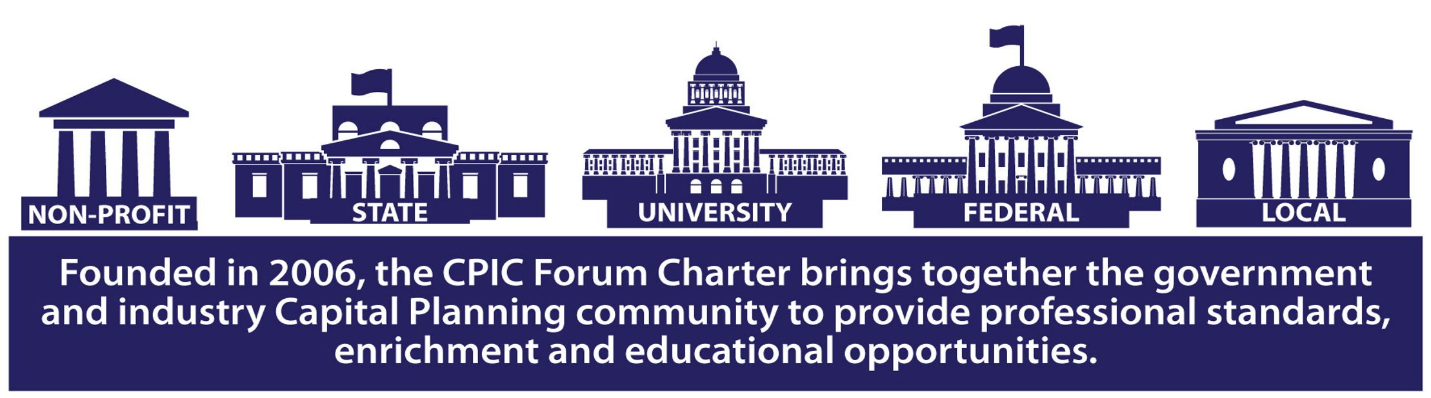 NON-PROFIT
STATE
UNIVERSITY
FEDERAL
LOCAL
Founded in 2006, the CPIC Forum Charter brings together the government
and industry Capital Planning community to provide professional standards,
enrichment and educational opportunities.